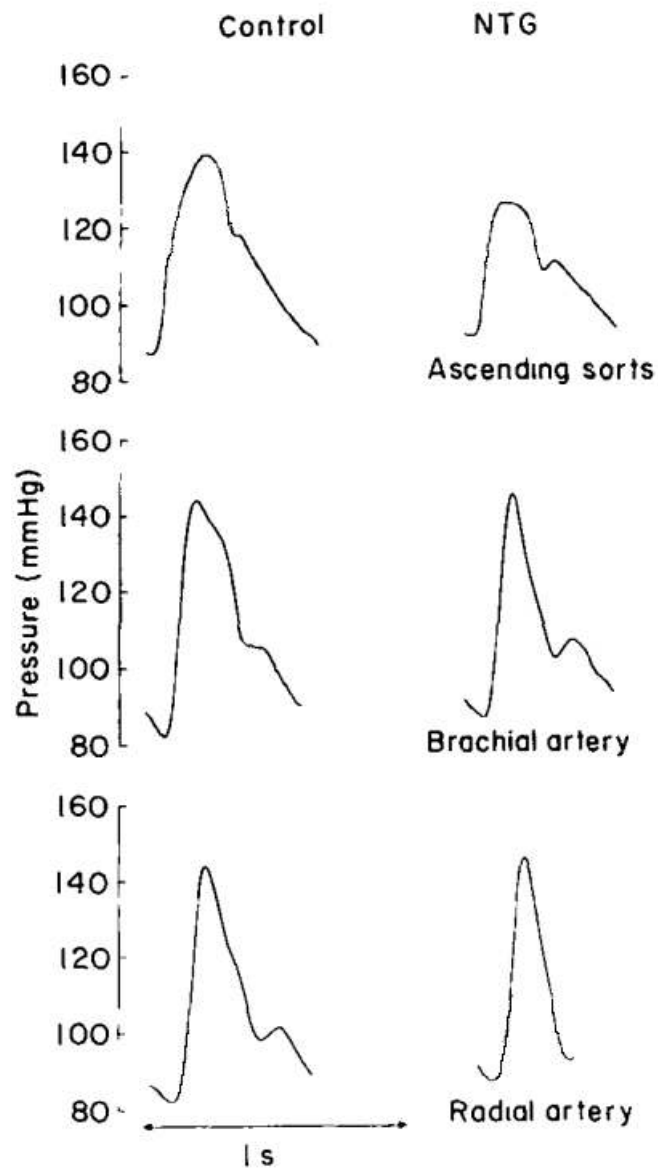 Control NTG
160
140
120
100
80
Ascending sorts
Pressure (mmHg)
160
140
120
100
80
Brachial artery
160
140
120
100
80
Radial artery
1 s